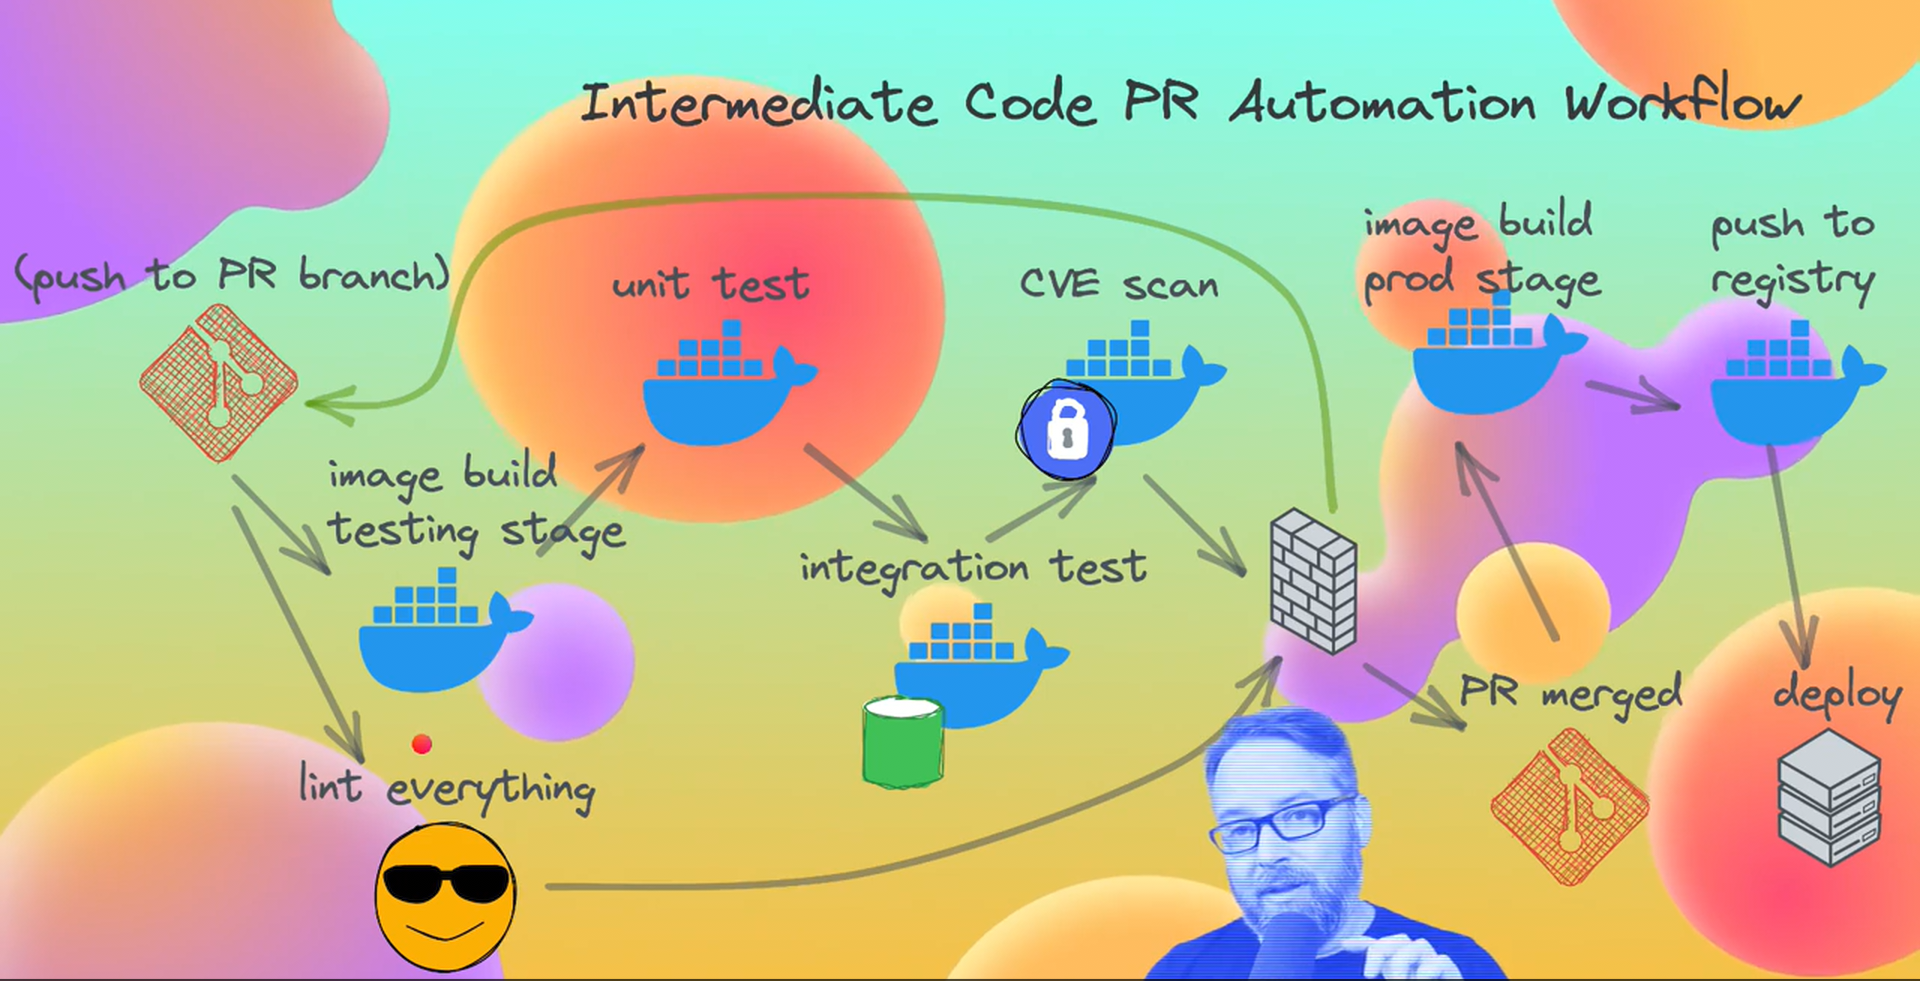 Intermediate Code PR Automation Workflow
(push to PR branch)
image build
testing stage
lint everything
unit test
integration test
CVE scan
PR merged
image build
prod stage
push to
registry
deploy